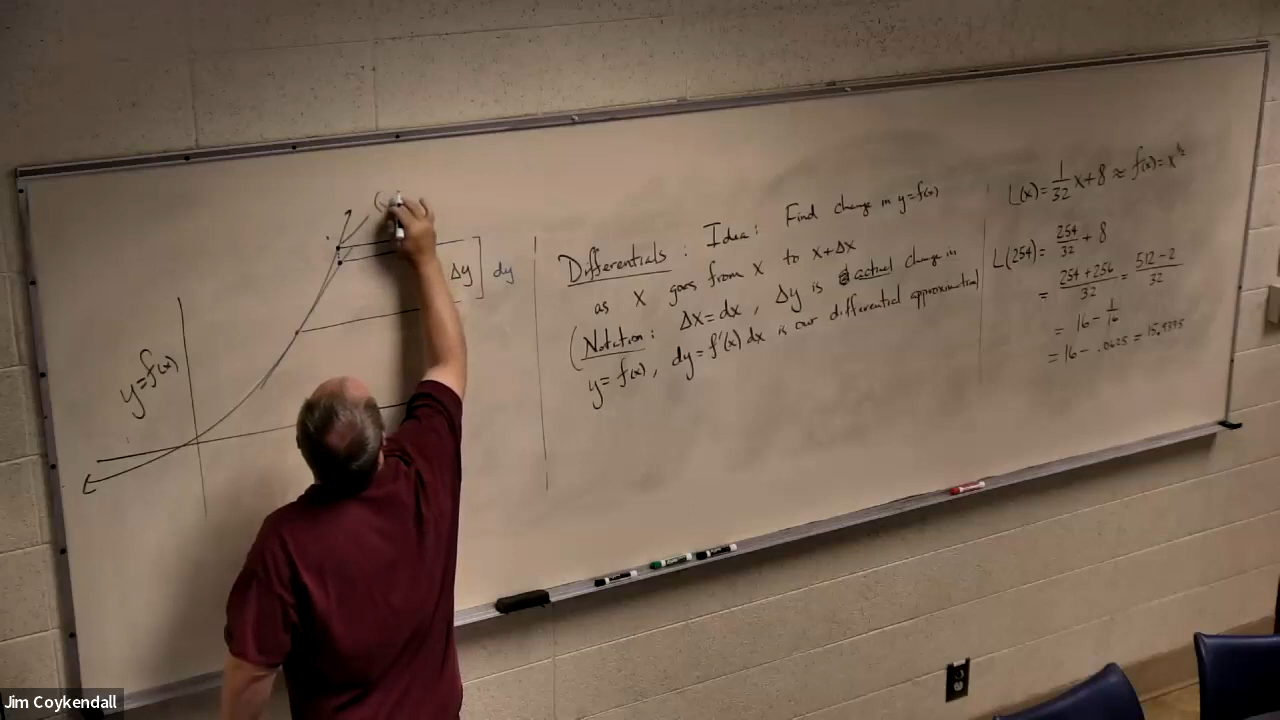 y=f(x)
Δy
dy
Differentials: Idea: Find change in y=f(x)
as x goes from x to x+Δx
(Notation: Δx=dx, Δy is actual change in
y=f(x), dy=f'(x)dx is our differential approximation)
L(x)=1/32 x+8≈f(x)=x^1/2
L(254)=254/32+8
=(254+256)/32=(512-2)/32
=16-1/16
=16-.0625=15.9375
Jim Coykendall